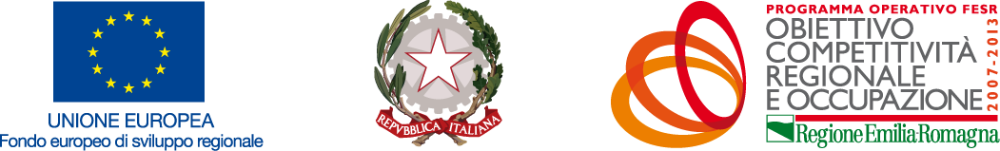 UNIONE EUROPEA
Fondo europeo di sviluppo regionale
REPVBBLICA ITALIANA
PROGRAMMA OPERATIVO FESR
OBIETTIVO
COMPETITIVITÀ
REGIONALE
E OCCUPAZIONE
2007-2013
Regione Emilia-Romagna